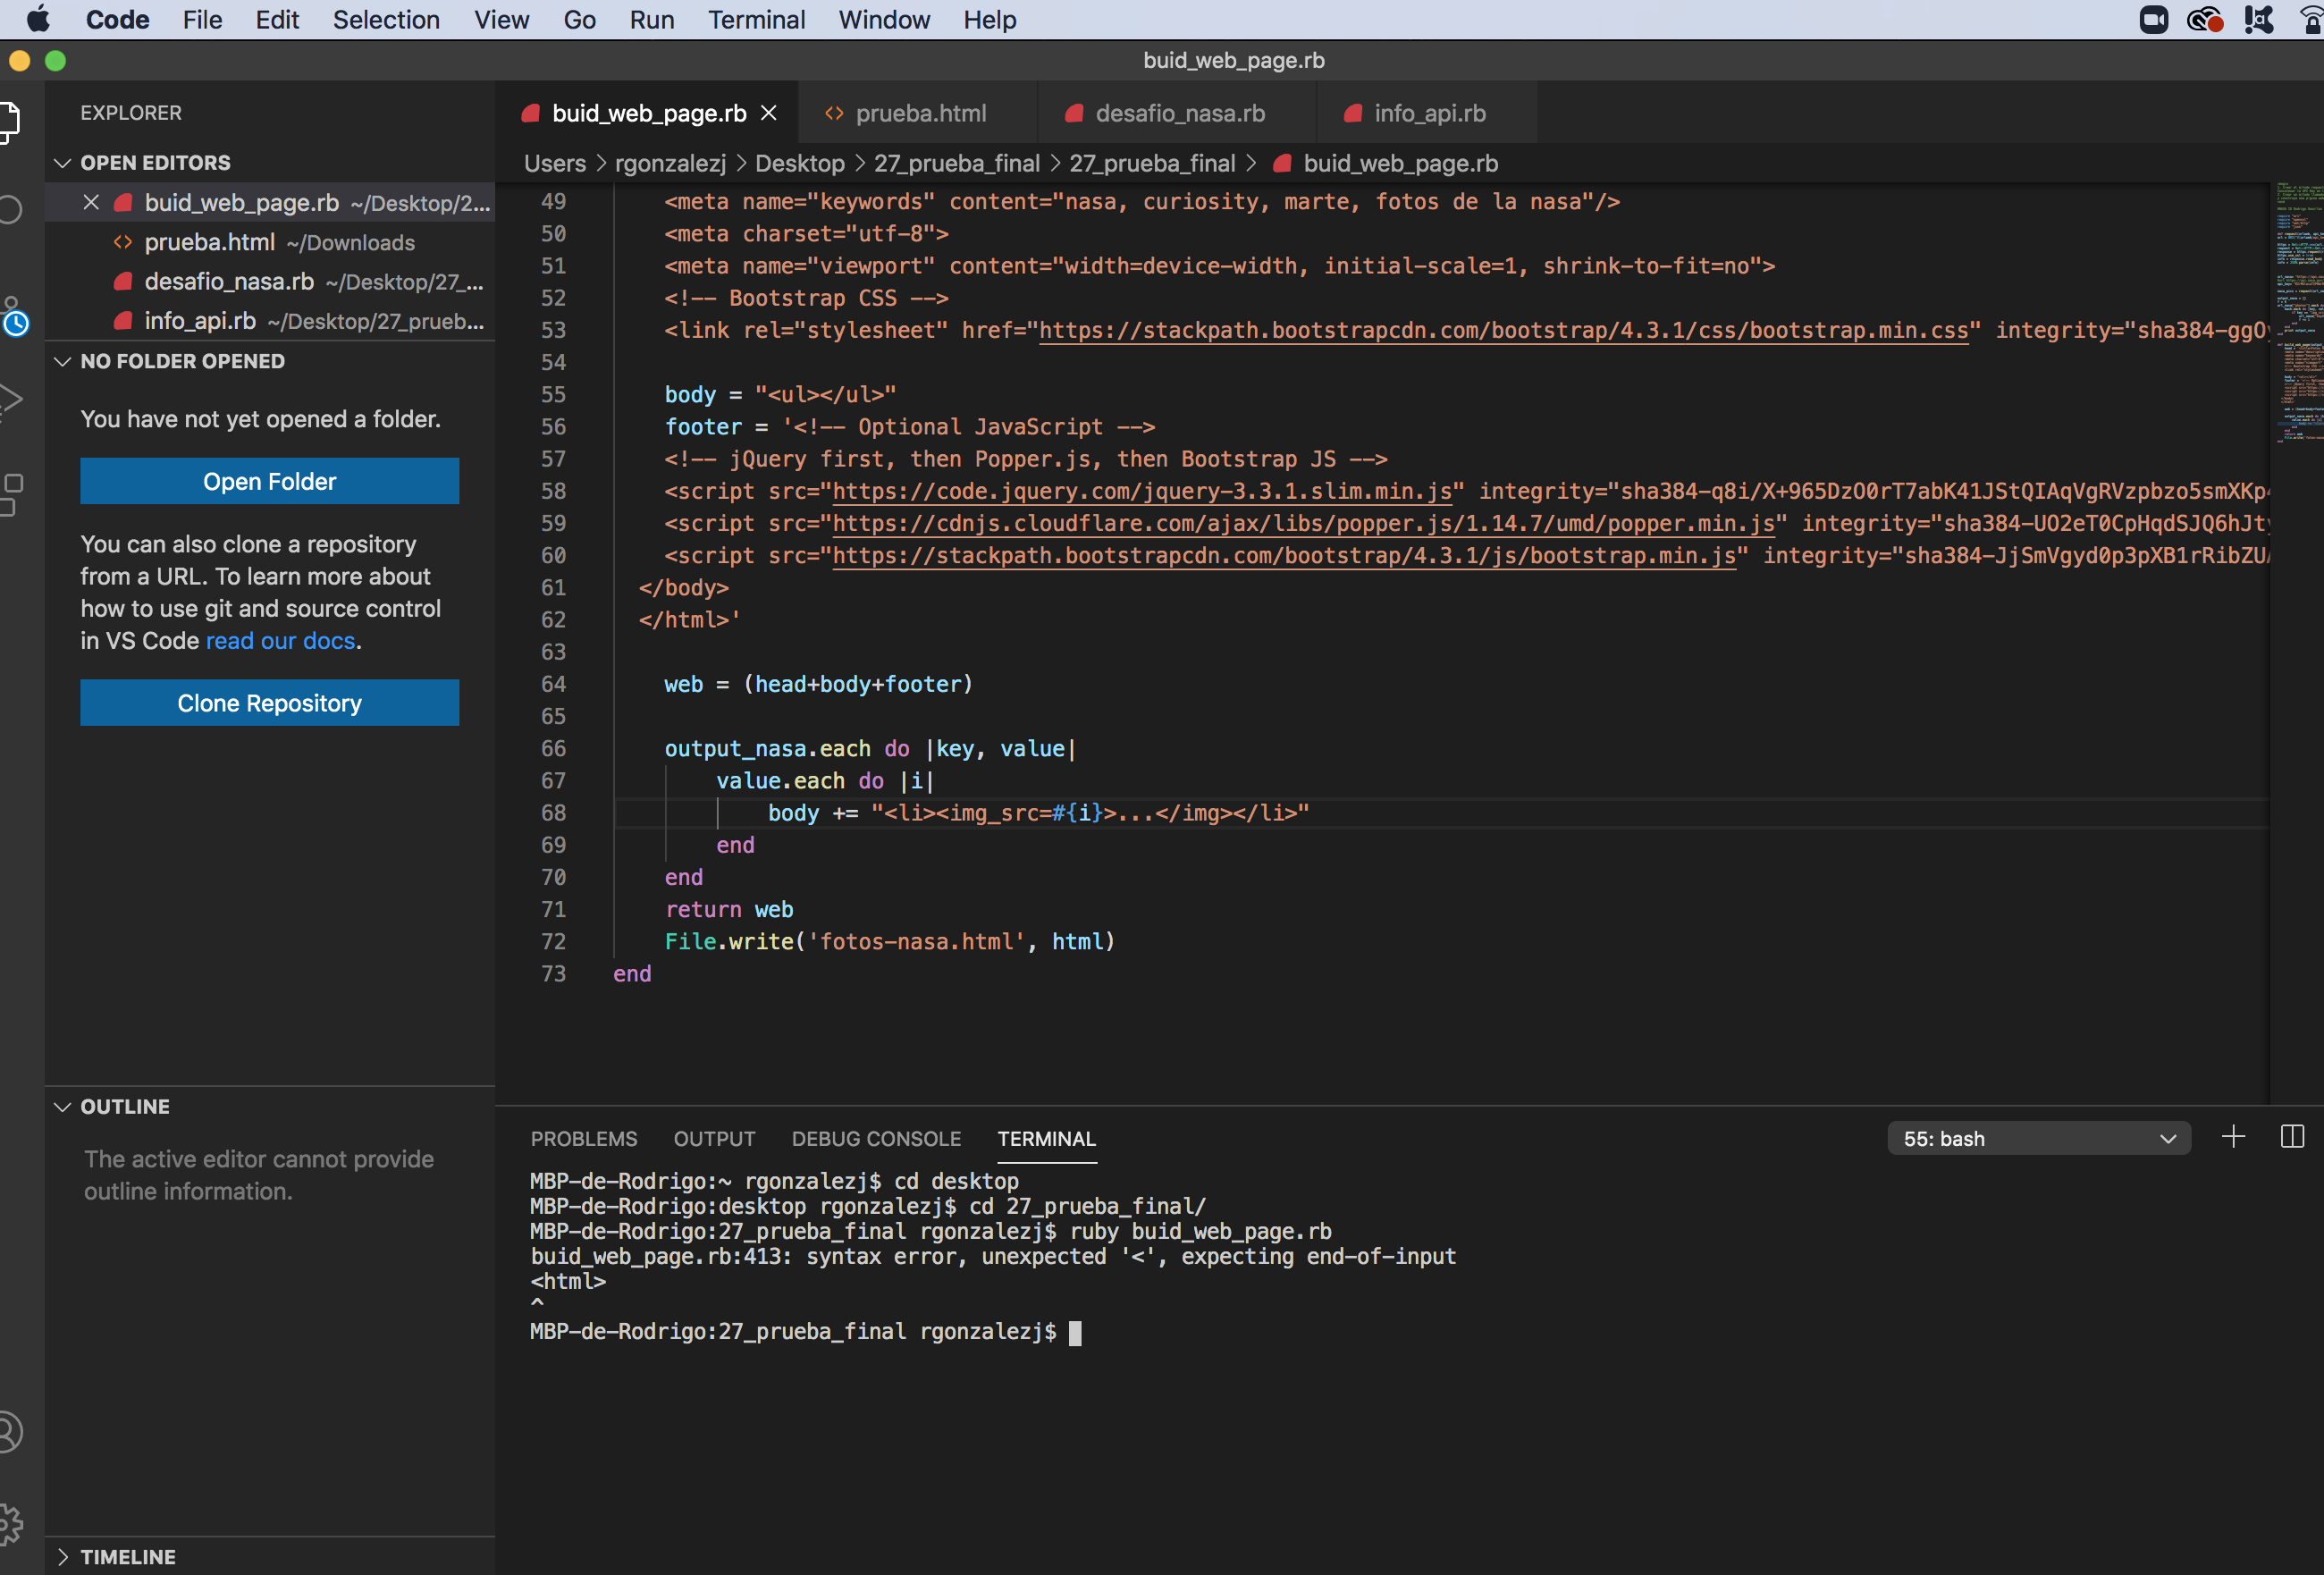 Code File Edit Selection View Go Run Terminal Window Help
buid_web_page.rb
EXPLORER
OPEN EDITORS
buid_web_page.rb ~/Desktop/2...
prueba.html ~/Downloads
desafio_nasa.rb ~/Desktop/27_...
info_api.rb ~/Desktop/27_prueb...
NO FOLDER OPENED
You have not yet opened a folder.
Open Folder
You can also clone a repository
from a URL. To learn more about
how to use git and source control
in VS Code read our docs.
Clone Repository
OUTLINE
The active editor cannot provide
outline information.
TIMELINE
buid_web_page.rb prueba.html desafio_nasa.rb info_api.rb
Users > rgonzalezj > Desktop > 27_prueba_final > 27_prueba_final > buid_web_page.rb
49 <meta name="keywords" content="nasa, curiosity, marte, fotos de la nasa"/>
50 <meta charset="utf-8">
51 <meta name="viewport" content="width=device-width, initial-scale=1, shrink-to-fit=no">
52 <!-- Bootstrap CSS -->
53 <link rel="stylesheet" href="https://stackpath.bootstrapcdn.com/bootstrap/4.3.1/css/bootstrap.min.css" integrity="sha384-ggO
54
55 body = "<ul></ul>"
56 footer = '<!-- Optional JavaScript -->
57 <!-- jQuery first, then Popper.js, then Bootstrap JS -->
58 <script src="https://code.jquery.com/jquery-3.3.1.slim.min.js" integrity="sha384-q8i/X+965DzO0rT7abK41JStQIAqVgRVzpbzo5smXKp
59 <script src="https://cdnjs.cloudflare.com/ajax/libs/popper.js/1.14.7/umd/popper.min.js" integrity="sha384-UO2eT0CpHqdSJQ6hJt
60 <script src="https://stackpath.bootstrapcdn.com/bootstrap/4.3.1/js/bootstrap.min.js" integrity="sha384-JjSmVgyd0p3pXB1rRibZU
61 </body>
62 </html>'
63
64 web = (head+body+footer)
65
66 output_nasa.each do |key, value|
67 value.each do |i|
68 body += "<li><img_src=#{i}>...</img></li>"
69 end
70 end
71 return web
72 File.write('fotos-nasa.html', html)
73 end
PROBLEMS OUTPUT DEBUG CONSOLE TERMINAL 55: bash
MBP-de-Rodrigo:~ rgonzalezj$ cd desktop
MBP-de-Rodrigo:desktop rgonzalezj$ cd 27_prueba_final/
MBP-de-Rodrigo:27_prueba_final rgonzalezj$ ruby buid_web_page.rb
buid_web_page.rb:413: syntax error, unexpected '<', expecting end-of-input
<html>
^
MBP-de-Rodrigo:27_prueba_final rgonzalezj$